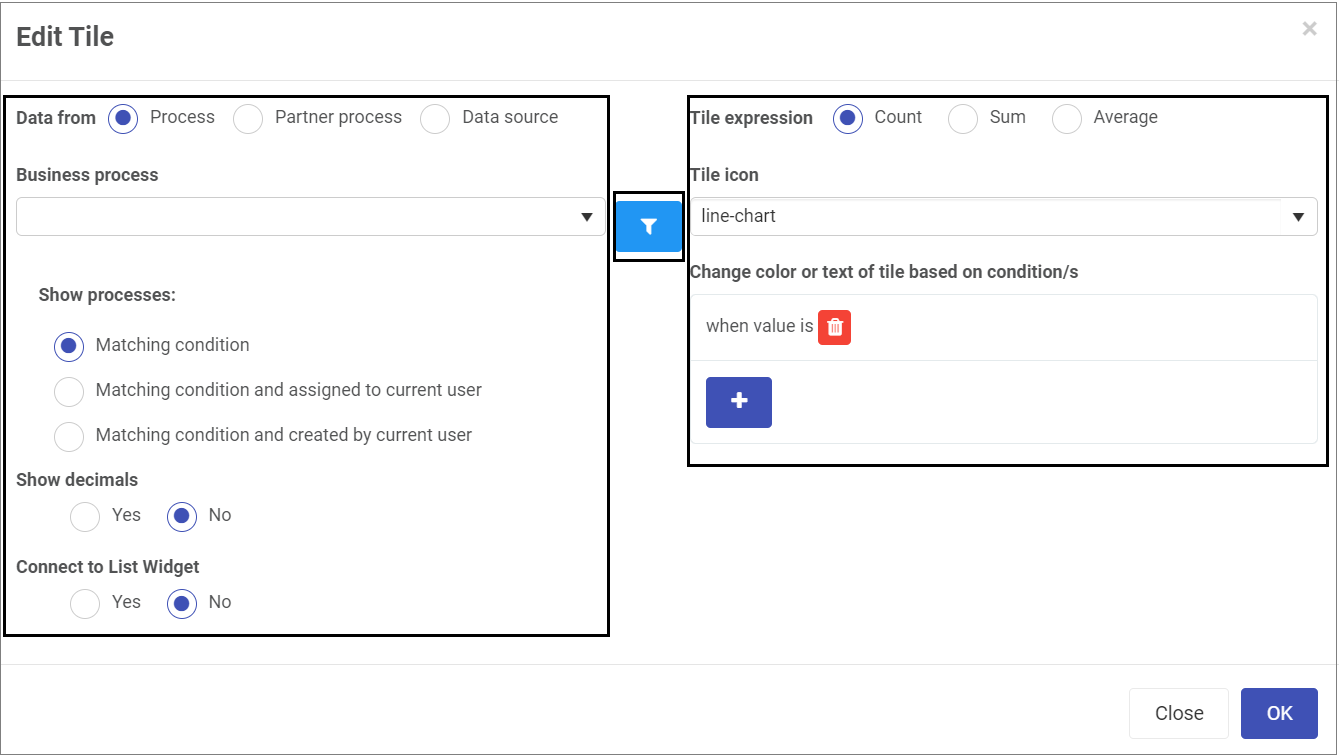 Edit Tile
×
Data from Process Partner process Data source
Business process
Show processes:
Matching condition
Matching condition and assigned to current user
Matching condition and created by current user
Show decimals
Yes No
Connect to List Widget
Yes No
Tile expression Count Sum Average
Tile icon
line-chart
Change color or text of tile based on condition/s
when value is
Close OK